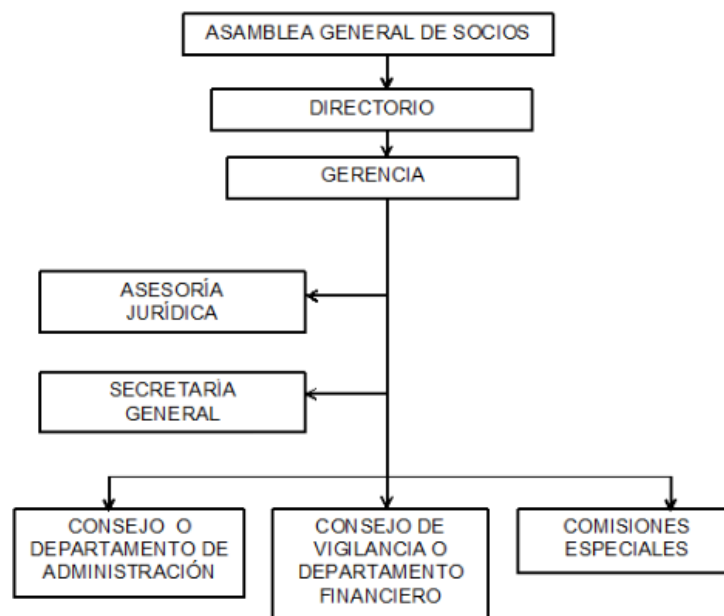 ASAMBLEA GENERAL DE SOCIOS
DIRECTORIO
GERENCIA
ASESORÍA
JURÍDICA
SECRETARÍA
GENERAL
CONSEJO O
DEPARTAMENTO DE
ADMINISTRACIÓN
CONSEJO DE
VIGILANCIA O
DEPARTAMENTO
FINANCIERO
COMISIONES
ESPECIALES